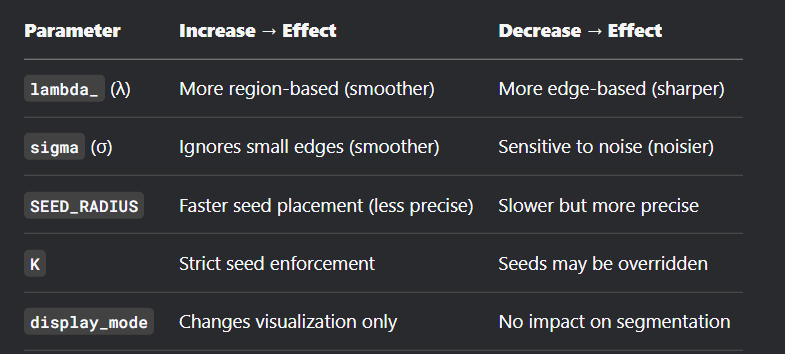 Parameter Increase → Effect Decrease → Effect
lambda_ (λ) More region-based (smoother) More edge-based (sharper)
sigma (σ) Ignores small edges (smoother) Sensitive to noise (noisier)
SEED_RADIUS Faster seed placement (less precise) Slower but more precise
K Strict seed enforcement Seeds may be overridden
display_mode Changes visualization only No impact on segmentation